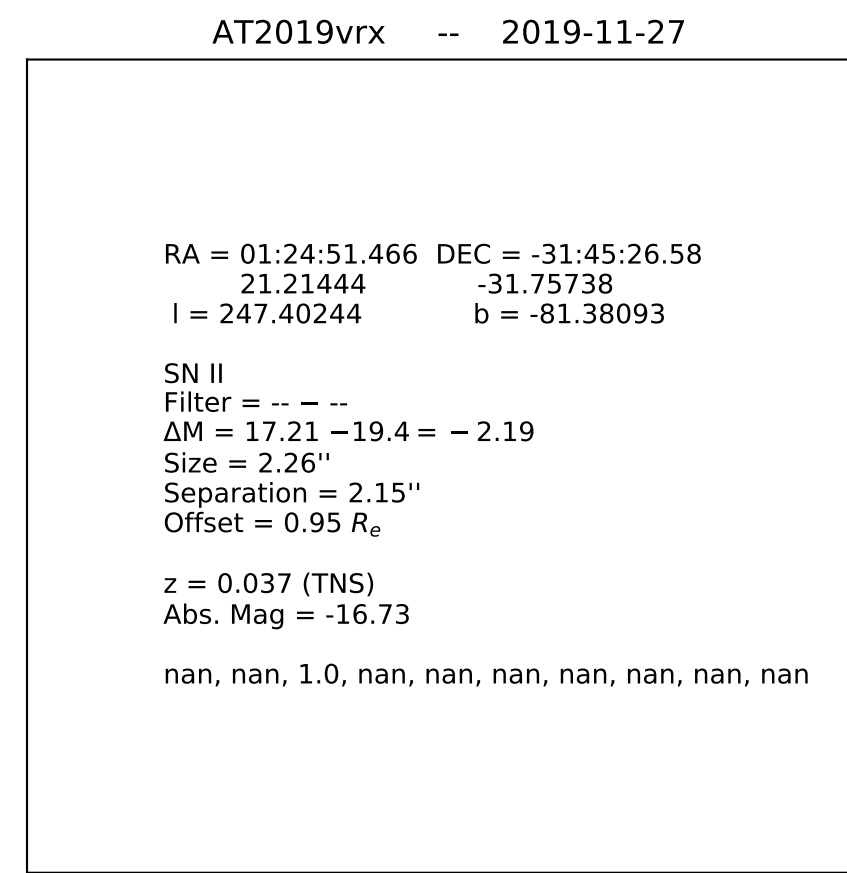 AT2019vrx -- 2019-11-27
RA = 01:24:51.466 DEC = -31:45:26.58
21.21444 -31.75738
l = 247.40244 b = -81.38093
SN II
Filter = -- − --
ΔM = 17.21 −19.4 = − 2.19
Size = 2.26''
Separation = 2.15''
Offset = 0.95 Rₑ
z = 0.037 (TNS)
Abs. Mag = -16.73
nan, nan, 1.0, nan, nan, nan, nan, nan, nan, nan